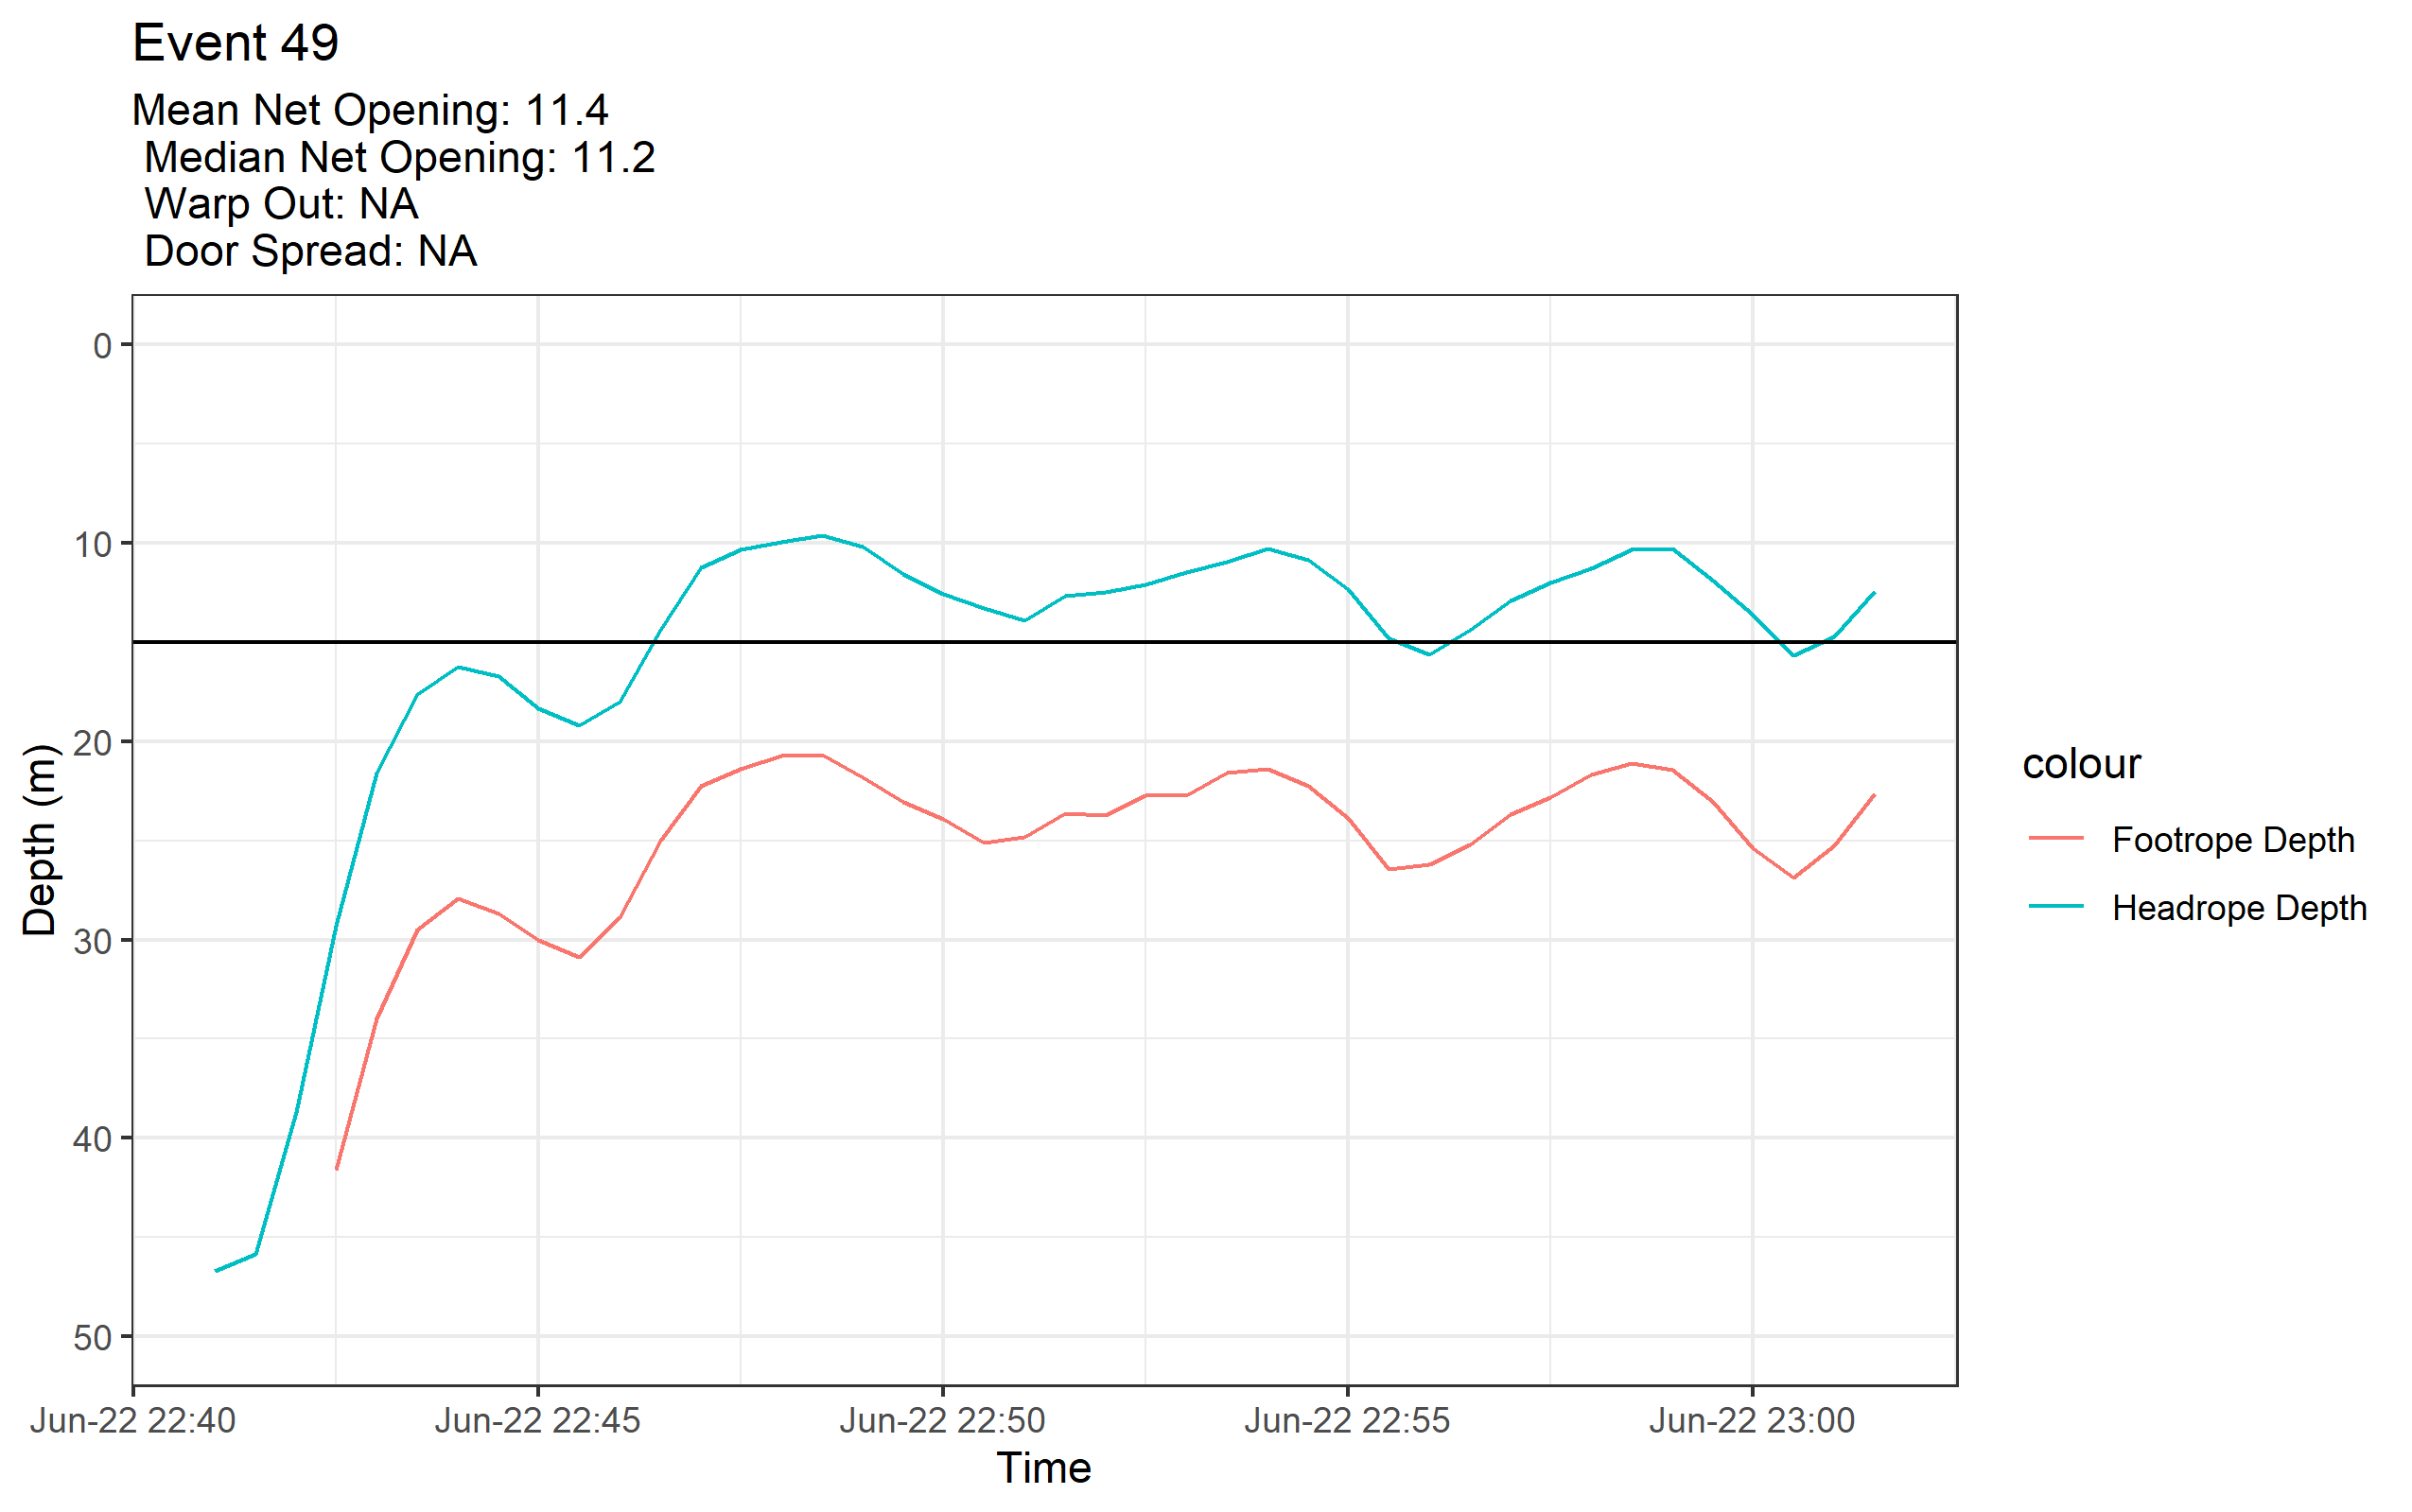 Event 49
Mean Net Opening: 11.4
Median Net Opening: 11.2
Warp Out: NA
Door Spread: NA
0
10
20
30
40
50
Depth (m)
Jun-22 22:40
Jun-22 22:45
Jun-22 22:50
Jun-22 22:55
Jun-22 23:00
Time
colour
Footrope Depth
Headrope Depth